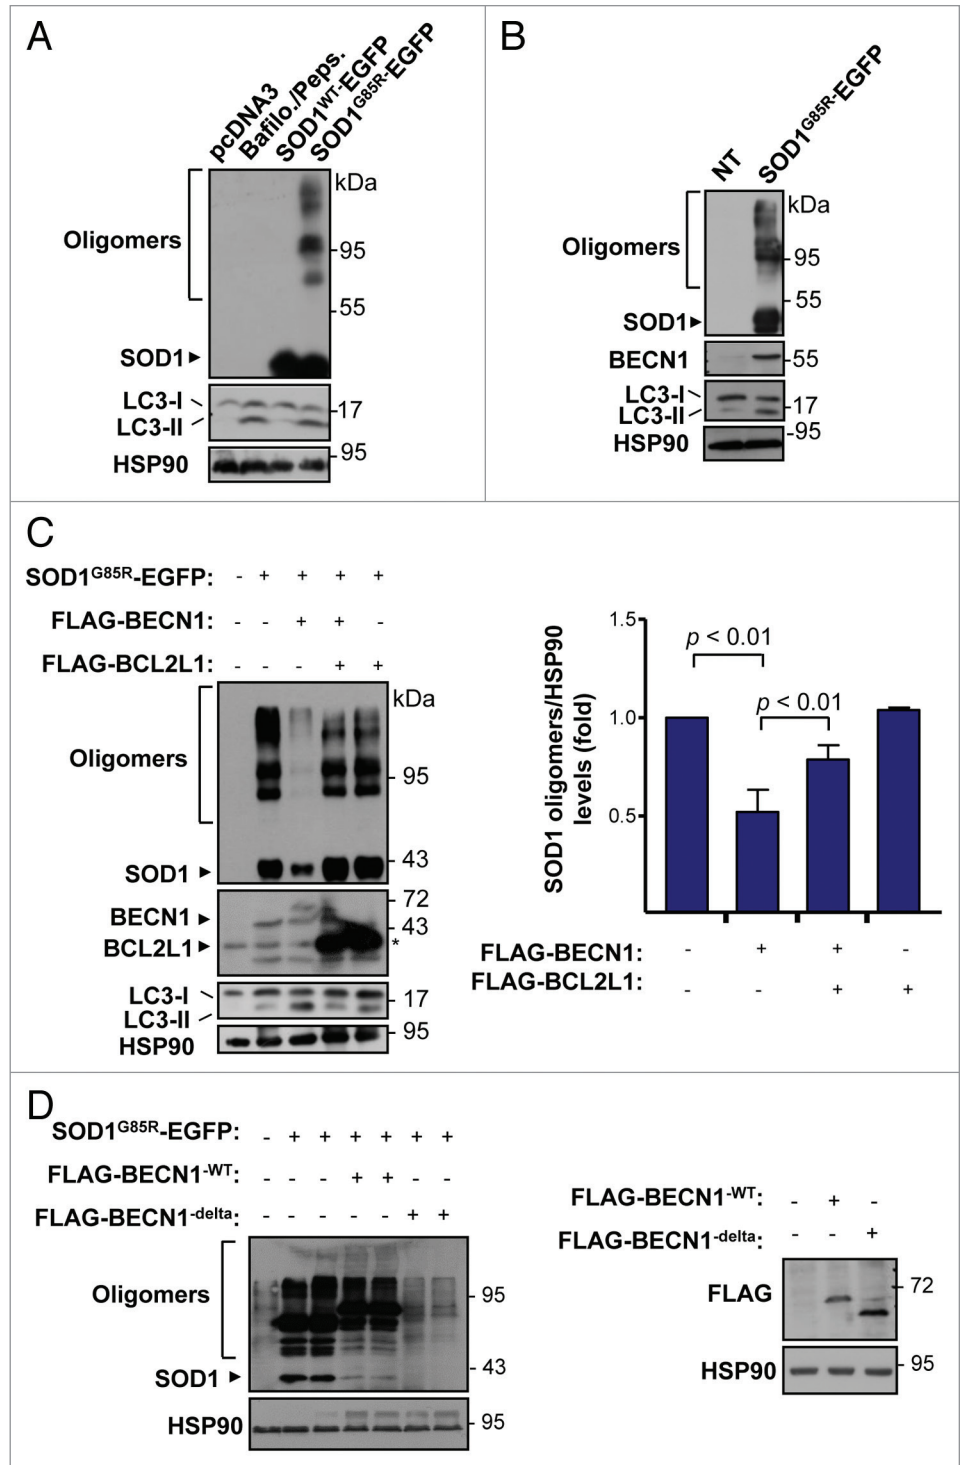 A
pcDNA3
Bafilo./Peps.
SOD1WT-EGFP
SOD1G85R-EGFP
kDa
Oligomers
95
55
SOD1
LC3-I
17
LC3-II
95
HSP90
B
NT
SOD1G85R-EGFP
kDa
Oligomers
95
55
SOD1
BECN1
55
LC3-I
17
LC3-II
95
HSP90
C
SOD1G85R-EGFP: - + + + +
FLAG-BECN1: - - + + -
FLAG-BCL2L1: - - - + +
kDa
Oligomers
95
43
SOD1
72
BECN1
43
BCL2L1 *
LC3-I
17
LC3-II
95
HSP90
SOD1 oligomers/HSP90
levels (fold)
1.5
1.0
0.5
p < 0.01
p < 0.01
FLAG-BECN1: - + + -
FLAG-BCL2L1: - - + +
D
SOD1G85R-EGFP: - + + + + + +
FLAG-BECN1-WT: - - - + + - -
FLAG-BECN1-delta: - - - - - + +
Oligomers
95
43
SOD1
HSP90
95
FLAG-BECN1-WT: - + -
FLAG-BECN1-delta: - - +
FLAG
72
HSP90
95